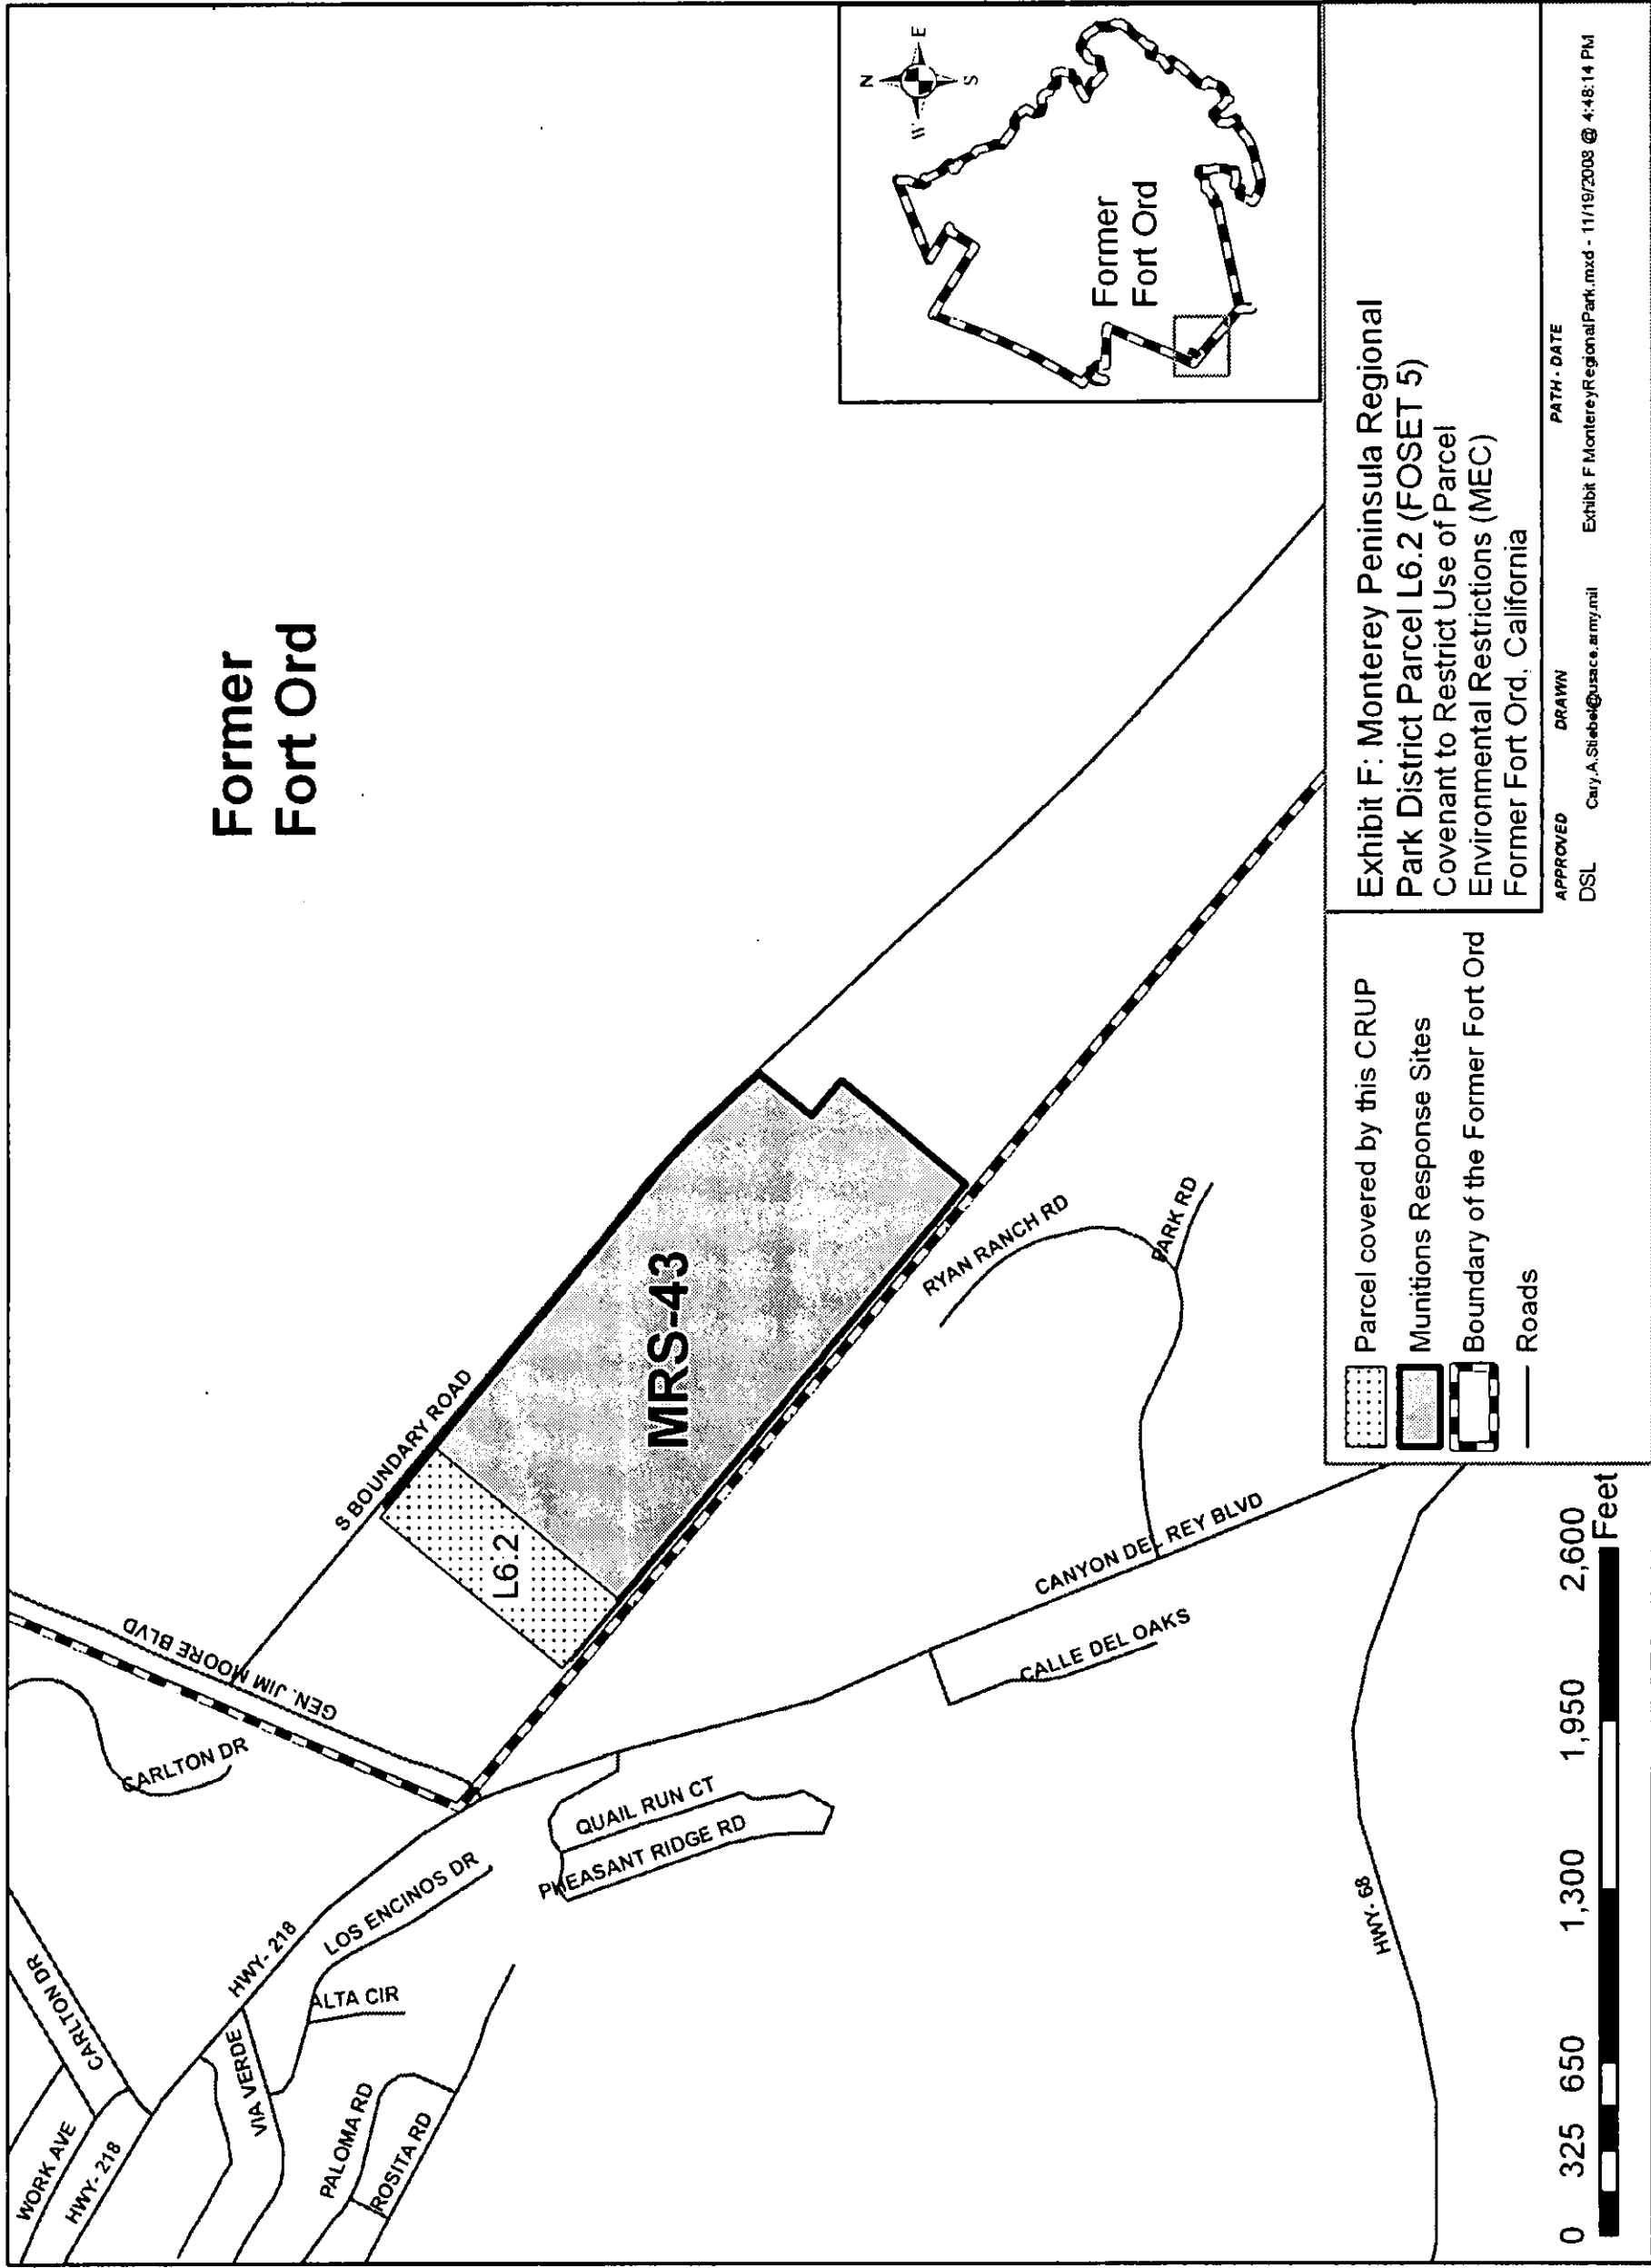 Former
Fort Ord
N
W
E
S
Former
Fort Ord
WORK AVE
HWY- 218
CARLTON DR
CARLTON DR
GEN. JIM MOORE BLVD
S BOUNDARY ROAD
HWY- 218
VIA VERDE
LOS ENCINOS DR
ALTA CIR
PALOMA RD
ROSITA RD
QUAIL RUN CT
PHEASANT RIDGE RD
L6.2
MRS-43
RYAN RANCH RD
PARK RD
CANYON DEL REY BLVD
CALLE DEL OAKS
HWY- 68
0 325 650 1,300 1,950 2,600
Feet
Parcel covered by this CRUP
Munitions Response Sites
Boundary of the Former Fort Ord
Roads
Exhibit F: Monterey Peninsula Regional
Park District Parcel L6.2 (FOSET 5)
Covenant to Restrict Use of Parcel
Environmental Restrictions (MEC)
Former Fort Ord, California
APPROVED DRAWN PATH - DATE
DSL Cary.A.Stiebel@usace.army.mil Exhibit F MontereyRegionalPark.mxd - 11/19/2008 @ 4:48:14 PM